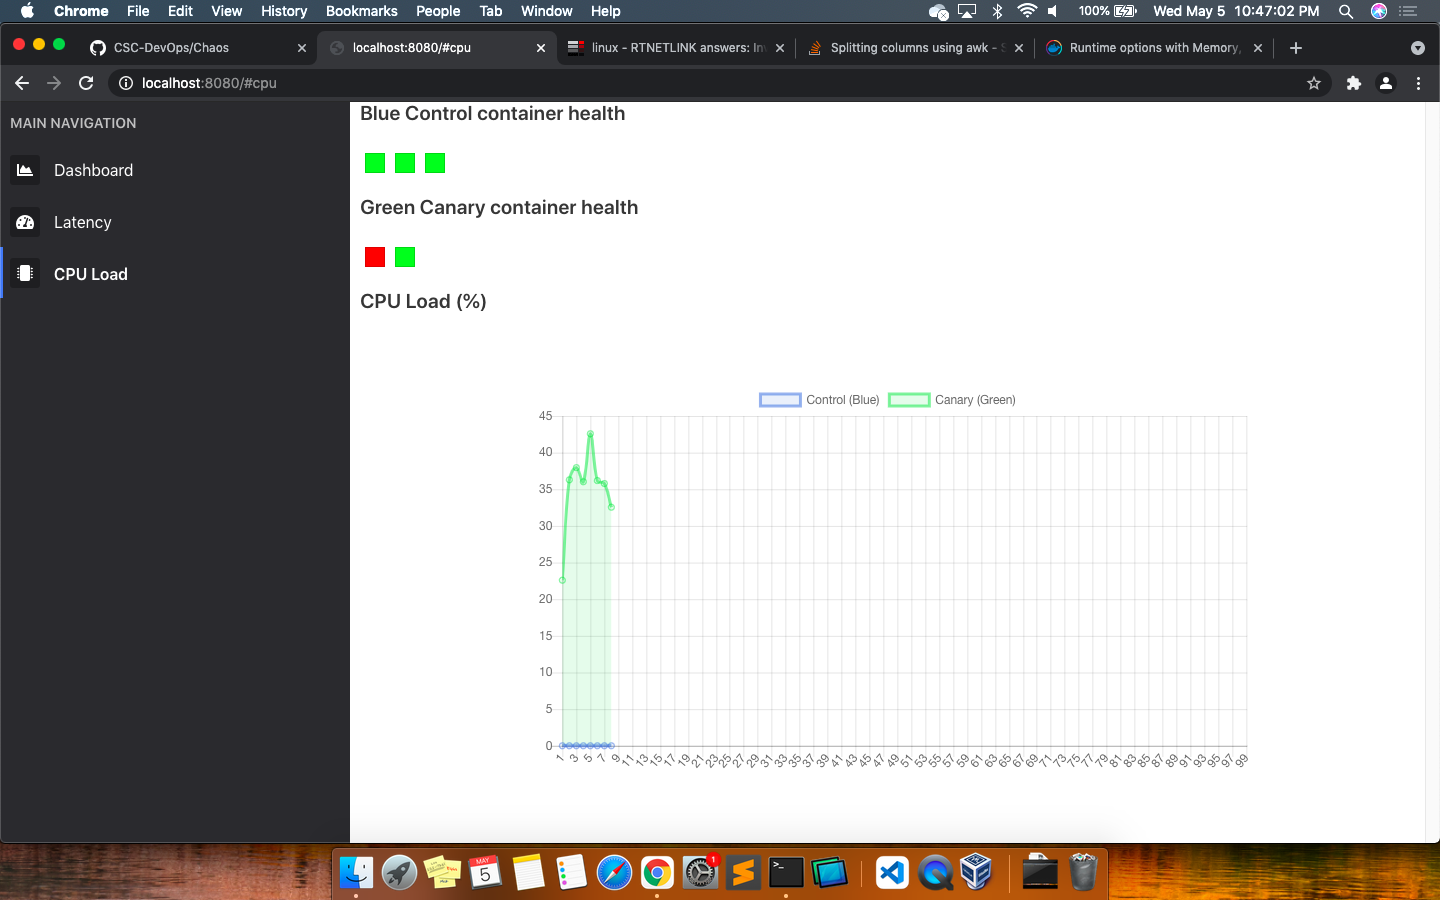 Chrome File Edit View History Bookmarks People Tab Window Help 100% Wed May 5 10:47:02 PM
CSC-DevOps/Chaos localhost:8080/#cpu linux - RTNETLINK answers: In Splitting columns using awk - Runtime options with Memory,
localhost:8080/#cpu
MAIN NAVIGATION
Dashboard
Latency
CPU Load
Blue Control container health
Green Canary container health
CPU Load (%)
Control (Blue) Canary (Green)
45
40
35
30
25
20
15
10
5
0
1 3 5 7 9 11 13 15 17 19 21 23 25 27 29 31 33 35 37 39 41 43 45 47 49 51 53 55 57 59 61 63 65 67 69 71 73 75 77 79 81 83 85 87 89 91 93 95 97 99
MAY
5
1